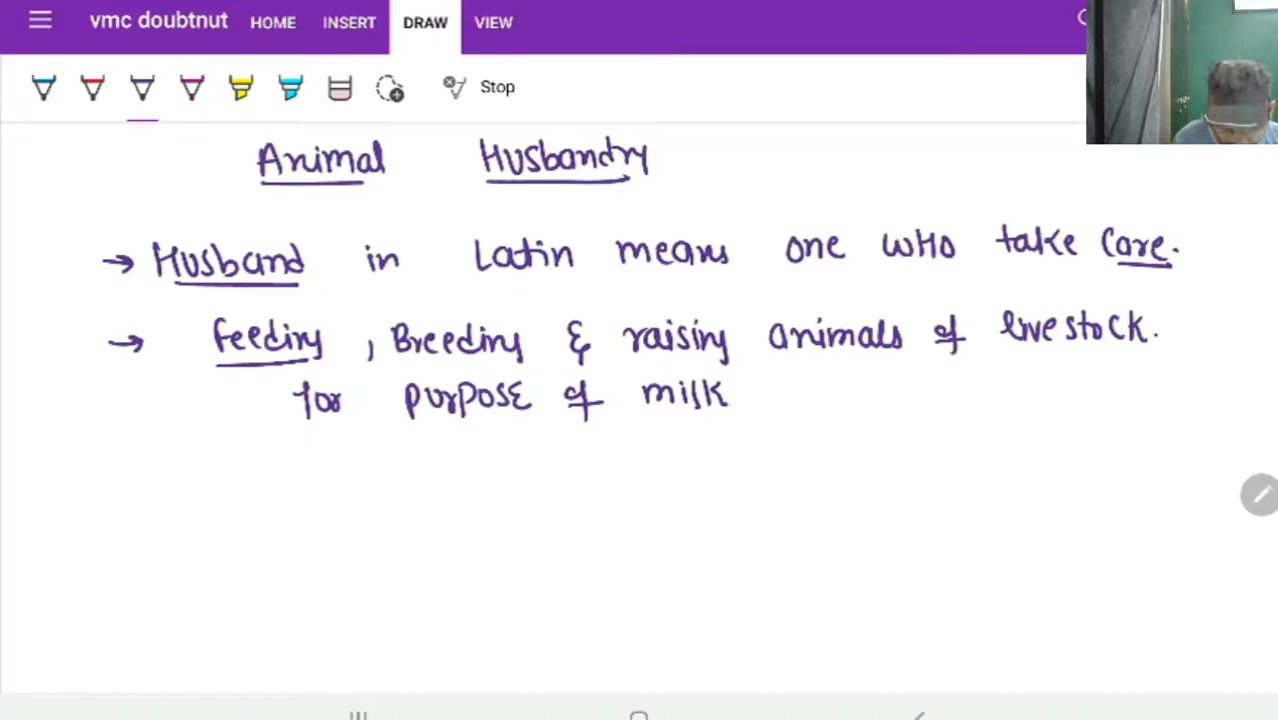 vmc doubtnut HOME INSERT DRAW VIEW
Stop
Animal Husbandry
→ Husband in Latin means one who take care.
→ Feeding, Breeding & raising animals of livestock.
for purpose of milk